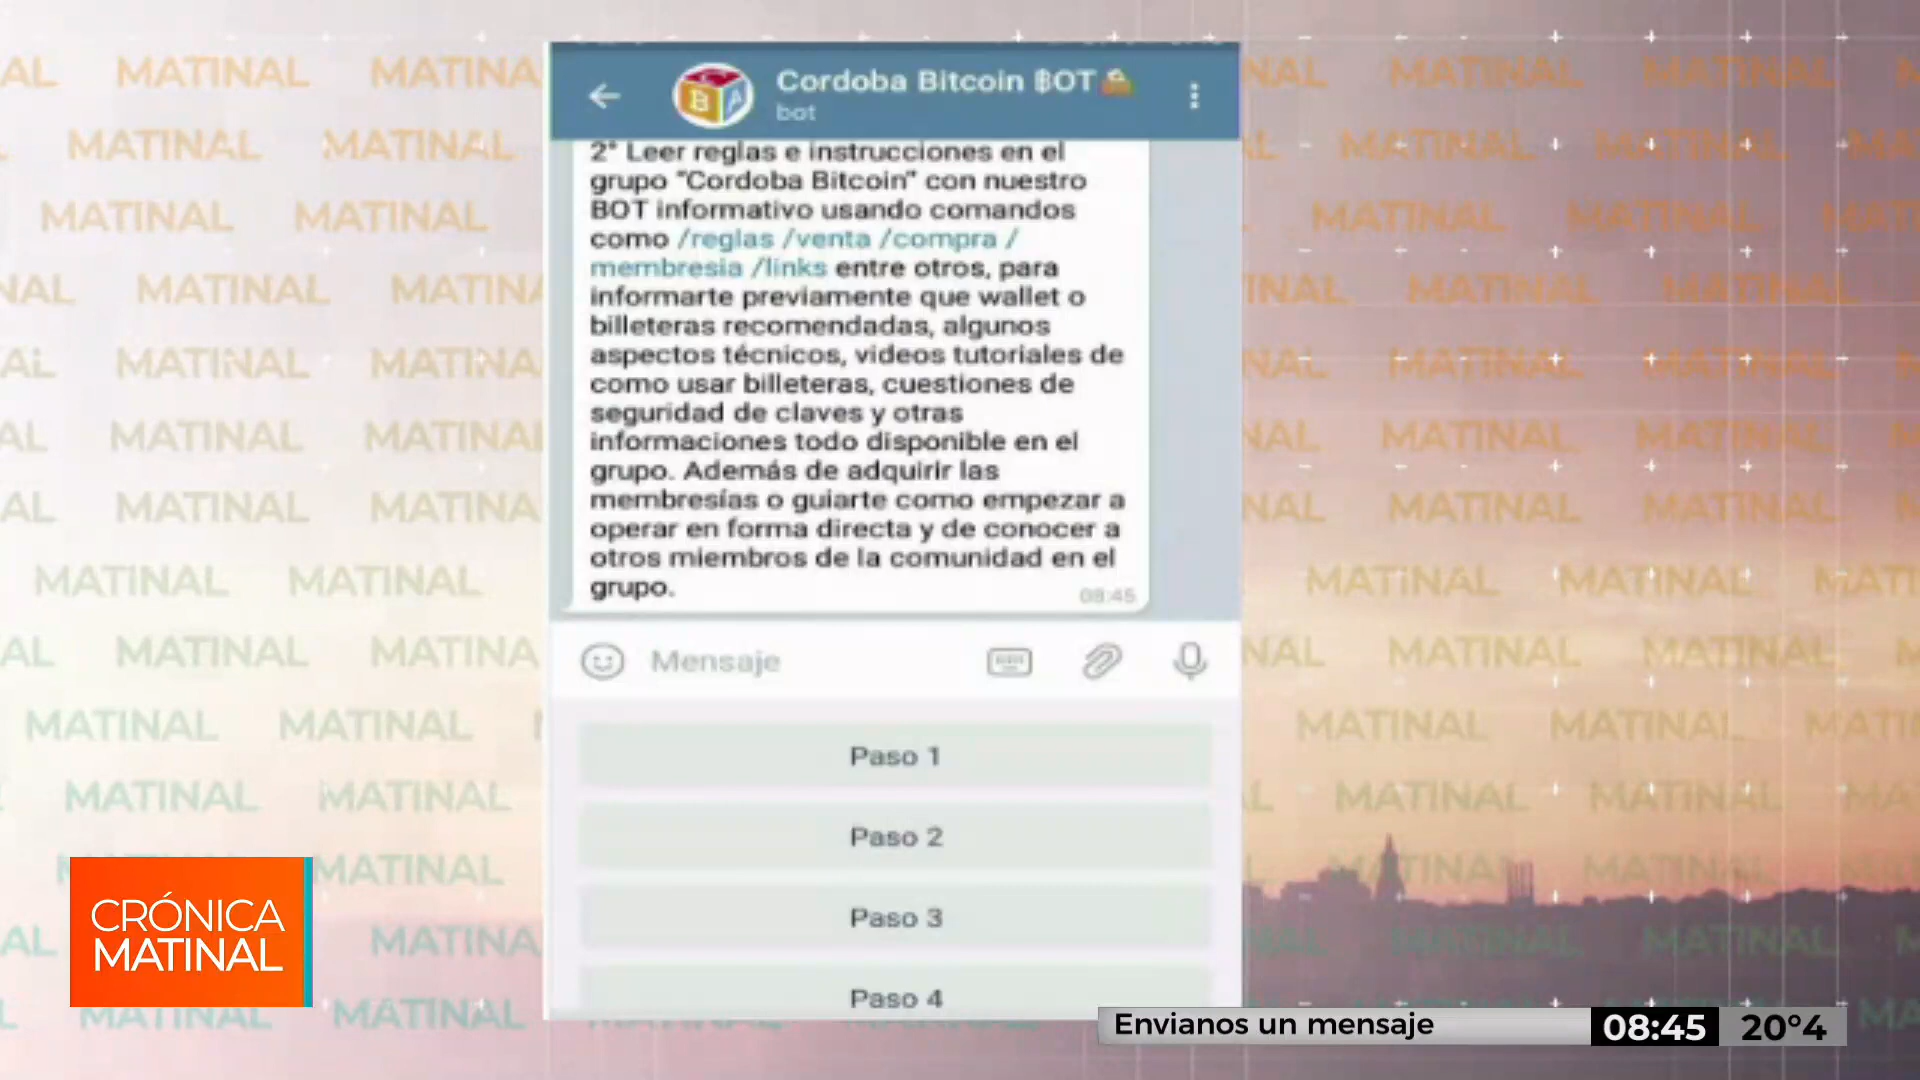 Cordoba Bitcoin ₿OT
bot
2° Leer reglas e instrucciones en el
grupo "Cordoba Bitcoin" con nuestro
BOT informativo usando comandos
como /reglas /venta /compra /
membresia /links entre otros, para
informarte previamente que wallet o
billeteras recomendadas, algunos
aspectos técnicos, videos tutoriales de
como usar billeteras, cuestiones de
seguridad de claves y otras
informaciones todo disponible en el
grupo. Además de adquirir las
membresías o guiarte como empezar a
operar en forma directa y de conocer a
otros miembros de la comunidad en el
grupo.
08:45
Mensaje
Paso 1
Paso 2
Paso 3
Paso 4
CRÓNICA
MATINAL
Envianos un mensaje
08:45 20°4